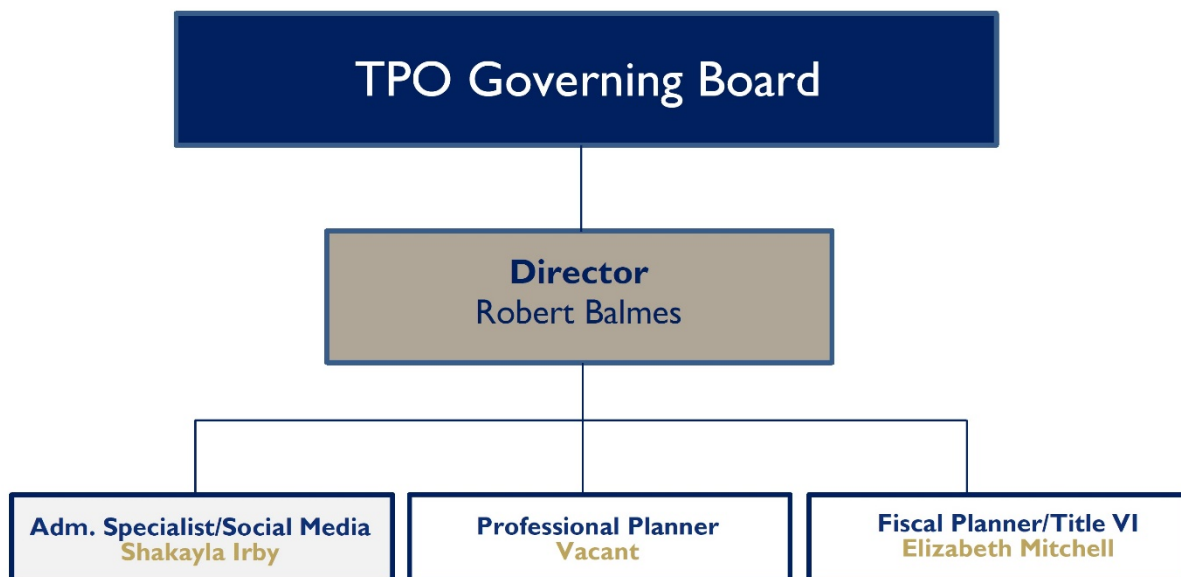 TPO Governing Board
Director
Robert Balmes
Adm. Specialist/Social Media
Shakayla Irby
Professional Planner
Vacant
Fiscal Planner/Title VI
Elizabeth Mitchell